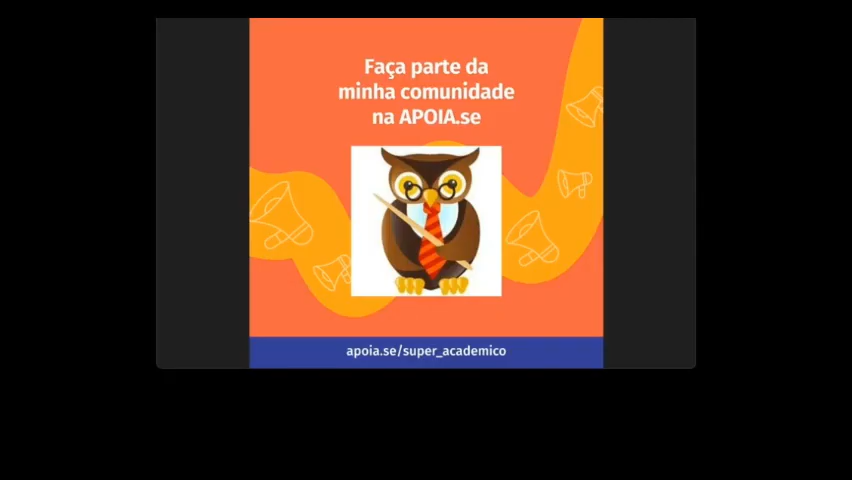 Faça parte da
minha comunidade
na APOIA.se
apoia.se/super_academico